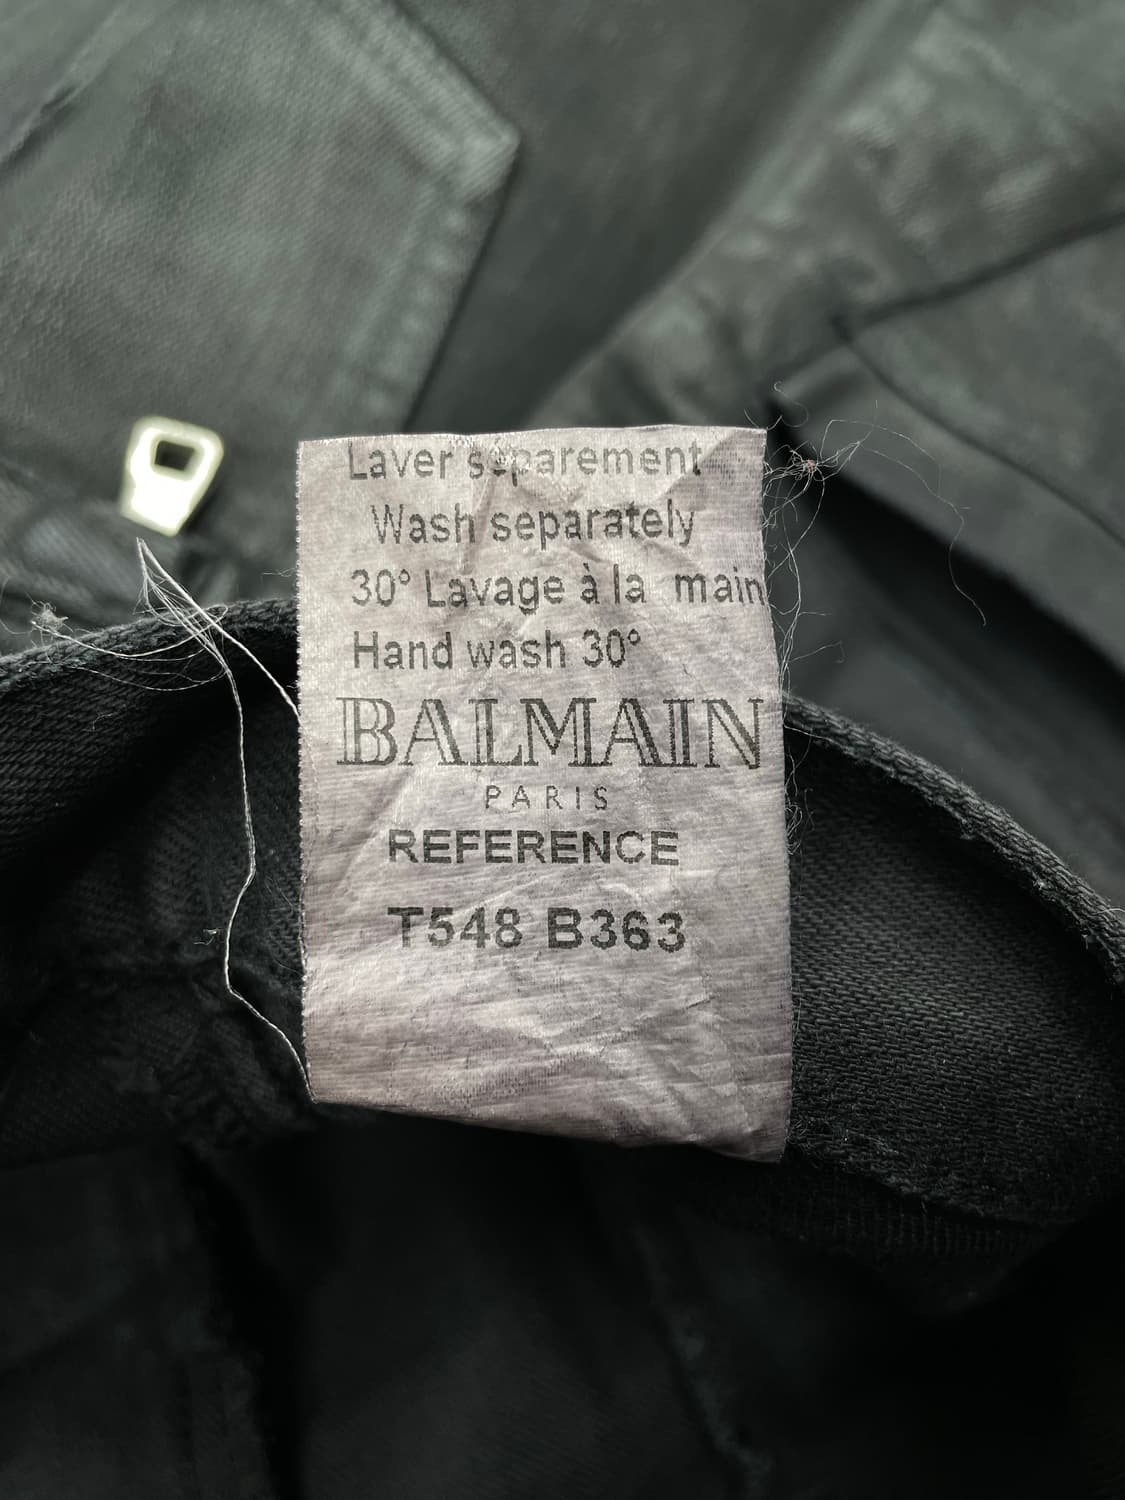 Laver separement
Wash separately
30° Lavage à la main
Hand wash 30°
BALMAIN
PARIS
REFERENCE
T548 B363